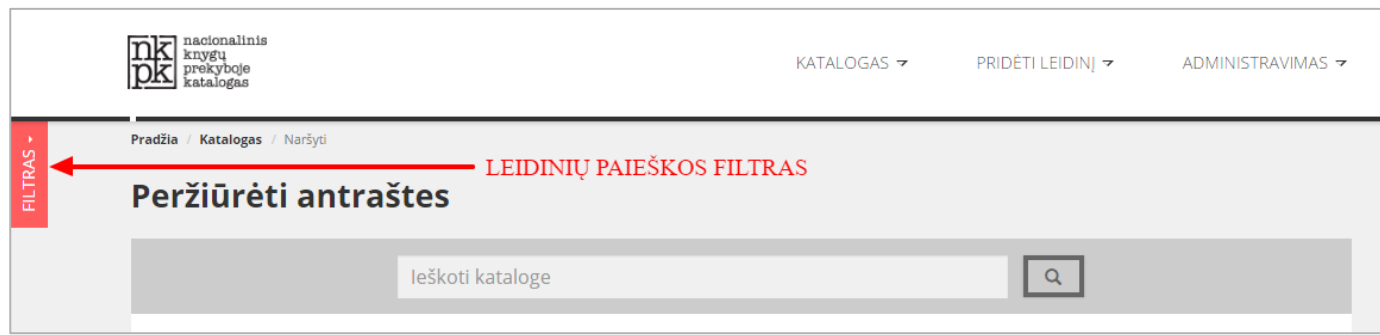 nk
pk
nacionalinis
knygų
prekyboje
katalogas
KATALOGAS
PRIDĖTI LEIDINĮ
ADMINISTRAVIMAS
FILTRAS
Pradžia / Katalogas / Naršyti
LEIDINIŲ PAIEŠKOS FILTRAS
Peržiūrėti antraštes
Ieškoti kataloge